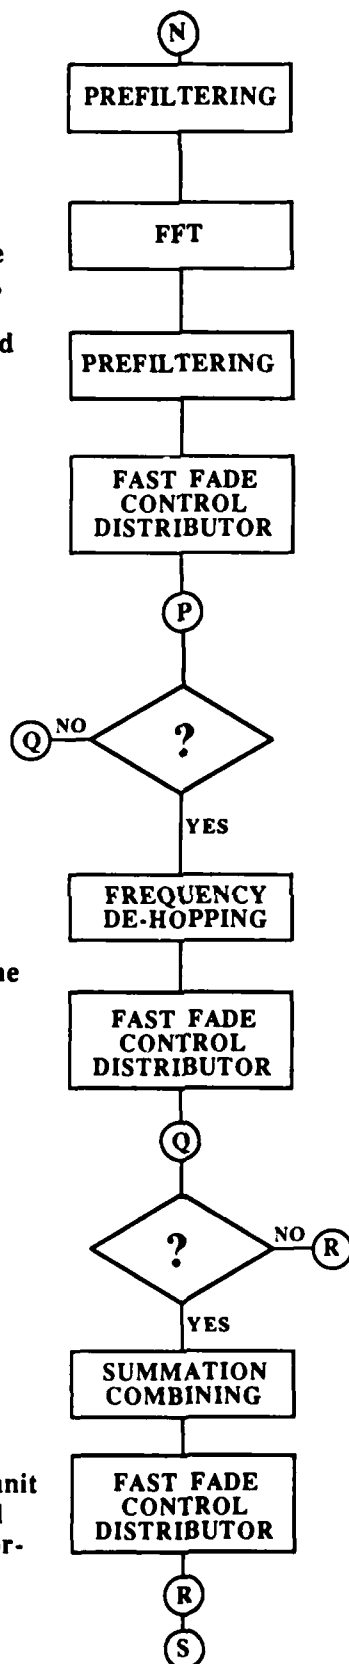 N
PREFILTERING
FFT
PREFILTERING
FAST FADE
CONTROL
DISTRIBUTOR
P
?
NO
Q
YES
FREQUENCY
DE-HOPPING
FAST FADE
CONTROL
DISTRIBUTOR
Q
?
NO
R
YES
SUMMATION
COMBINING
FAST FADE
CONTROL
DISTRIBUTOR
R
S